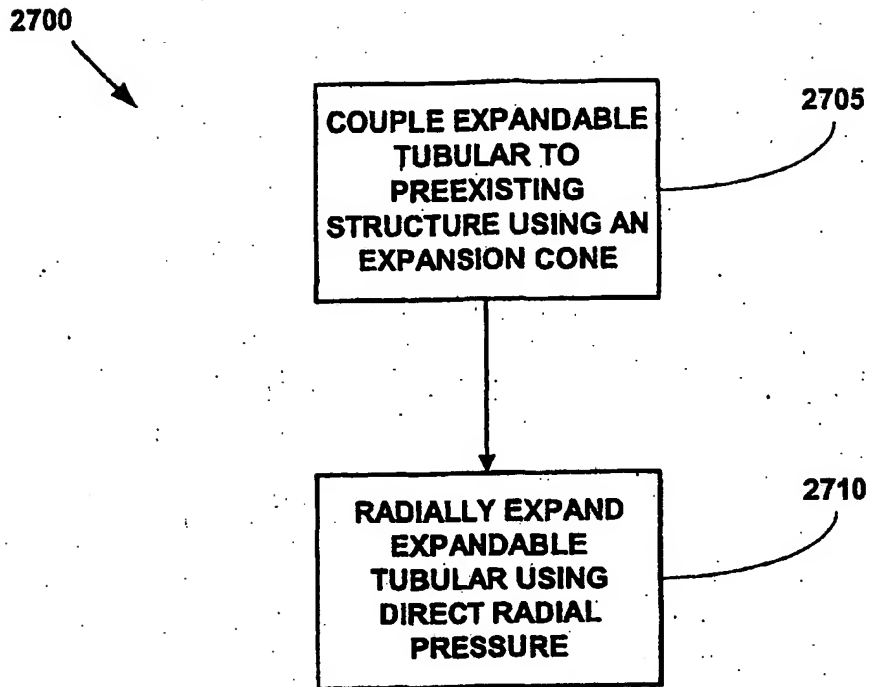 2700
COUPLE EXPANDABLE
TUBULAR TO
PREEXISTING
STRUCTURE USING AN
EXPANSION CONE
2705
RADIALLY EXPAND
EXPANDABLE
TUBULAR USING
DIRECT RADIAL
PRESSURE
2710